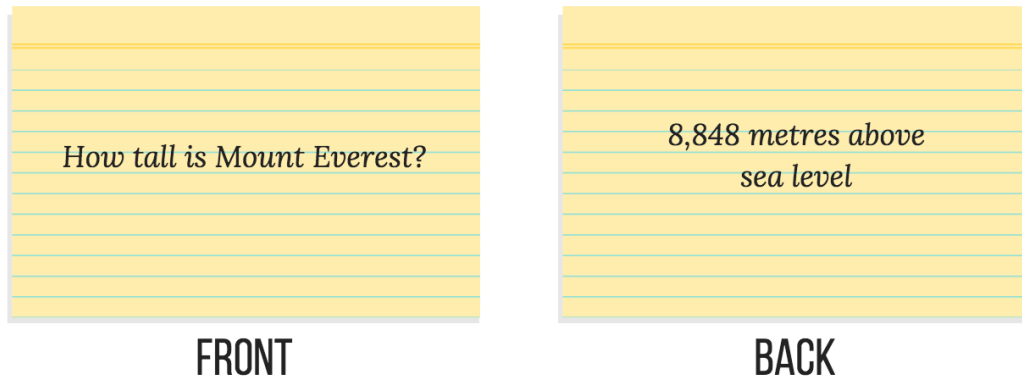 How tall is Mount Everest?
FRONT
8,848 metres above
sea level
BACK